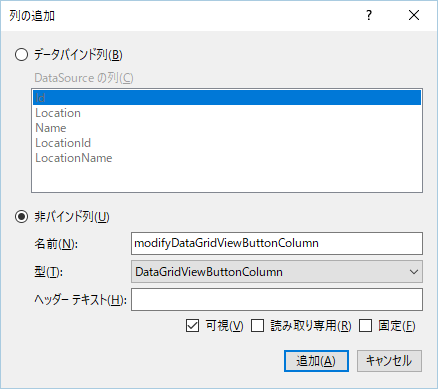 列の追加
データバインド列(B)
DataSource の列(C)
Id
Location
Name
LocationId
LocationName
非バインド列(U)
名前(N): modifyDataGridViewButtonColumn
型(T): DataGridViewButtonColumn
ヘッダー テキスト(H):
可視(V) 読み取り専用(R) 固定(F)
追加(A) キャンセル